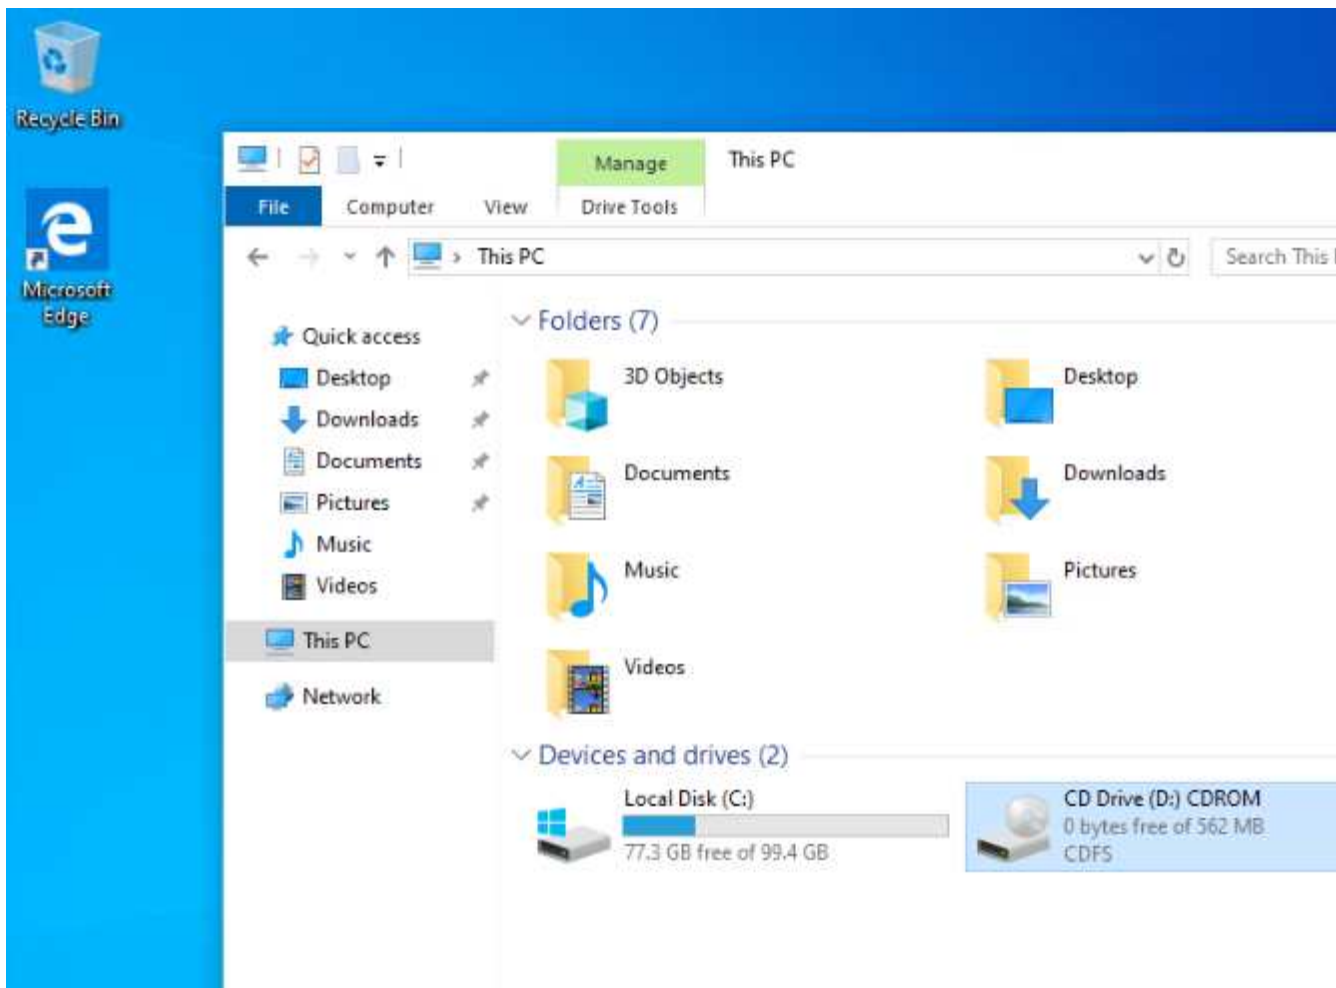 Recycle Bin
Microsoft
Edge
Manage
This PC
File
Computer
View
Drive Tools
This PC
Search This
Quick access
Desktop
Downloads
Documents
Pictures
Music
Videos
This PC
Network
Folders (7)
3D Objects
Desktop
Documents
Downloads
Music
Pictures
Videos
Devices and drives (2)
Local Disk (C:)
77.3 GB free of 99.4 GB
CD Drive (D:) CDROM
0 bytes free of 562 MB
CDFS